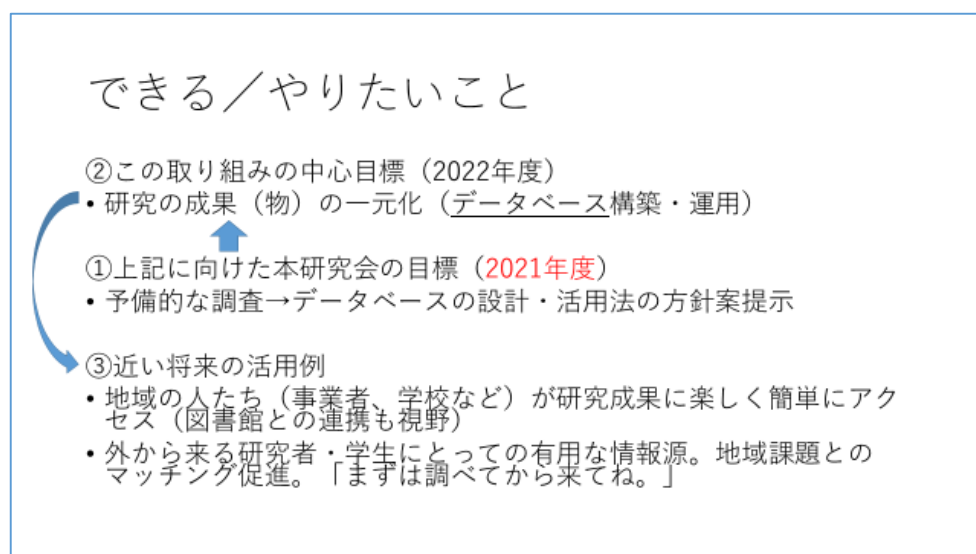 できる／やりたいこと
②この取り組みの中心目標（2022年度）
• 研究の成果（物）の一元化（データベース構築・運用）
①上記に向けた本研究会の目標（2021年度）
• 予備的な調査→データベースの設計・活用法の方針案提示
③近い将来の活用例
• 地域の人たち（事業者、学校など）が研究成果に楽しく簡単にアク
セス（図書館との連携も視野）
• 外から来る研究者・学生にとっての有用な情報源。地域課題との
マッチング促進。「まずは調べてから来てね。」